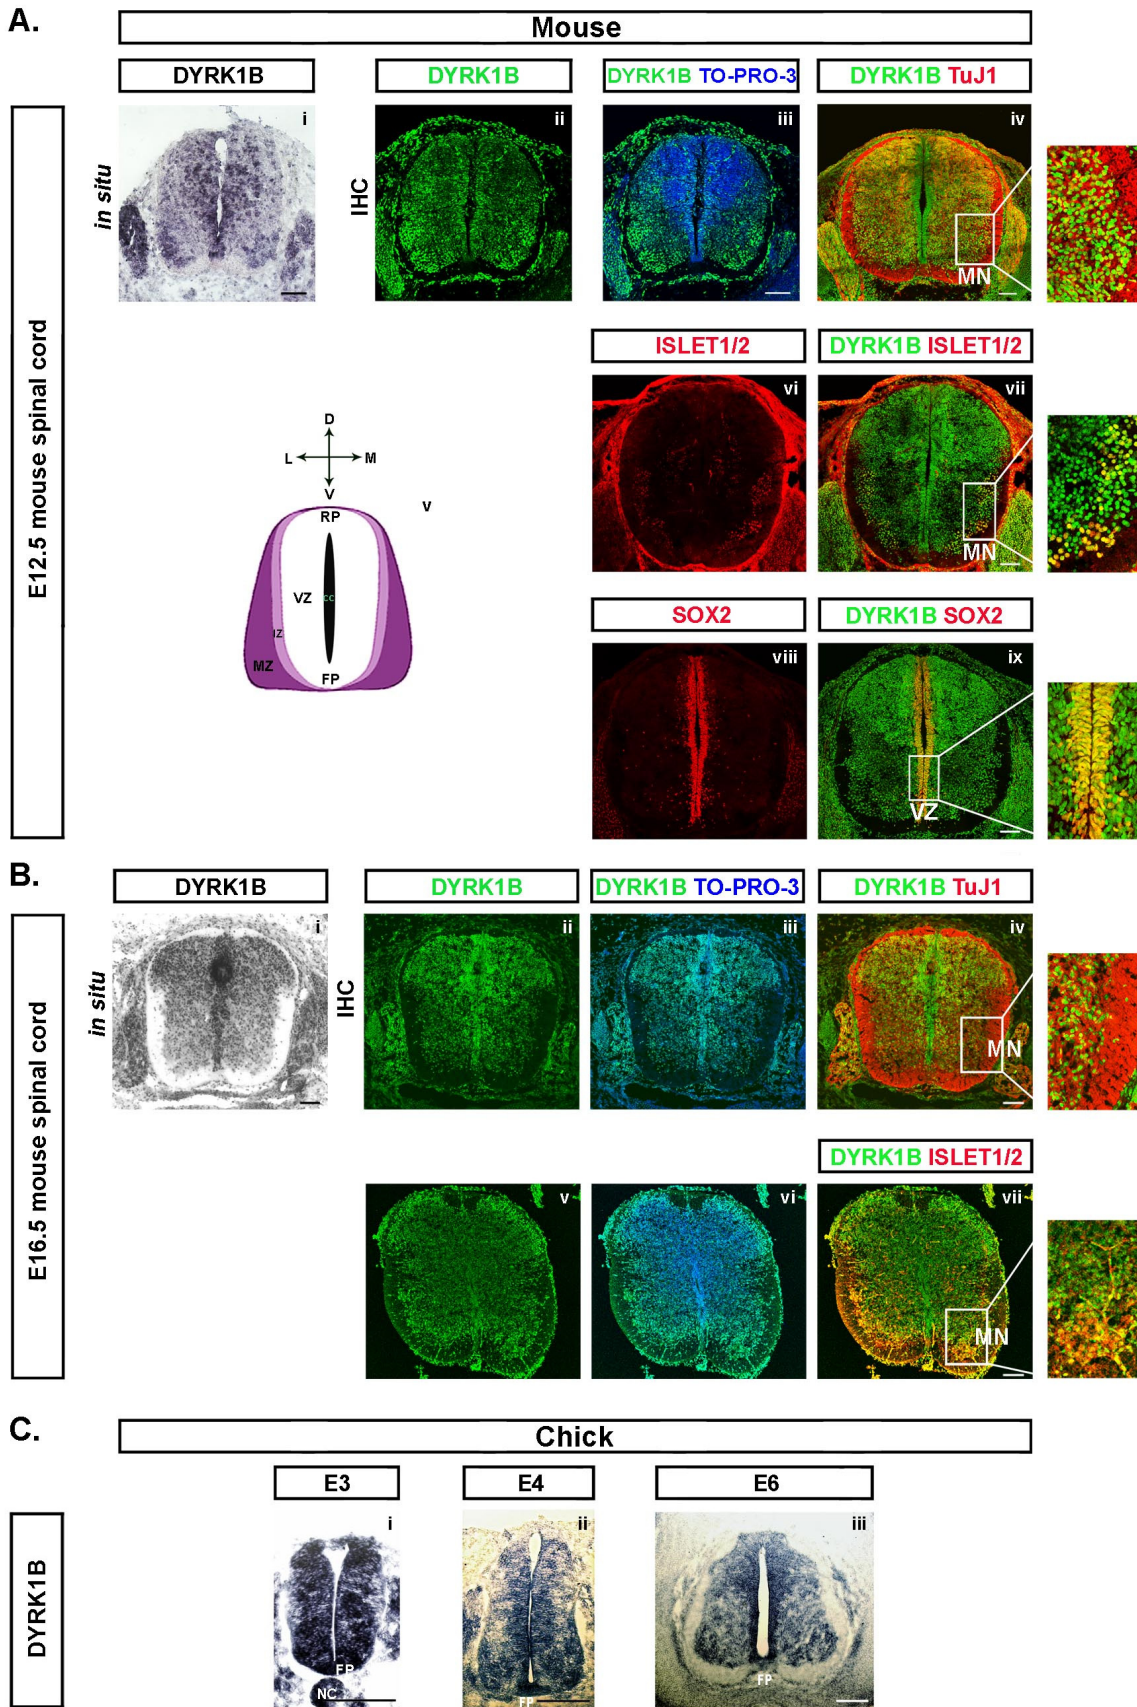 A.
Mouse
DYRK1B
DYRK1B
DYRK1B TO-PRO-3
DYRK1B TuJ1
E12.5 mouse spinal cord
in situ
i
IHC
ii
iii
iv
MN
ISLET1/2
DYRK1B ISLET1/2
vi
vii
MN
D
L
M
V
v
RP
VZ
CC
IZ
MZ
FP
SOX2
DYRK1B SOX2
viii
ix
VZ
B.
DYRK1B
DYRK1B
DYRK1B TO-PRO-3
DYRK1B TuJ1
E16.5 mouse spinal cord
in situ
i
IHC
ii
iii
iv
MN
DYRK1B ISLET1/2
v
vi
vii
MN
C.
Chick
E3
E4
E6
DYRK1B
i
FP
NC
ii
FP
iii
FP